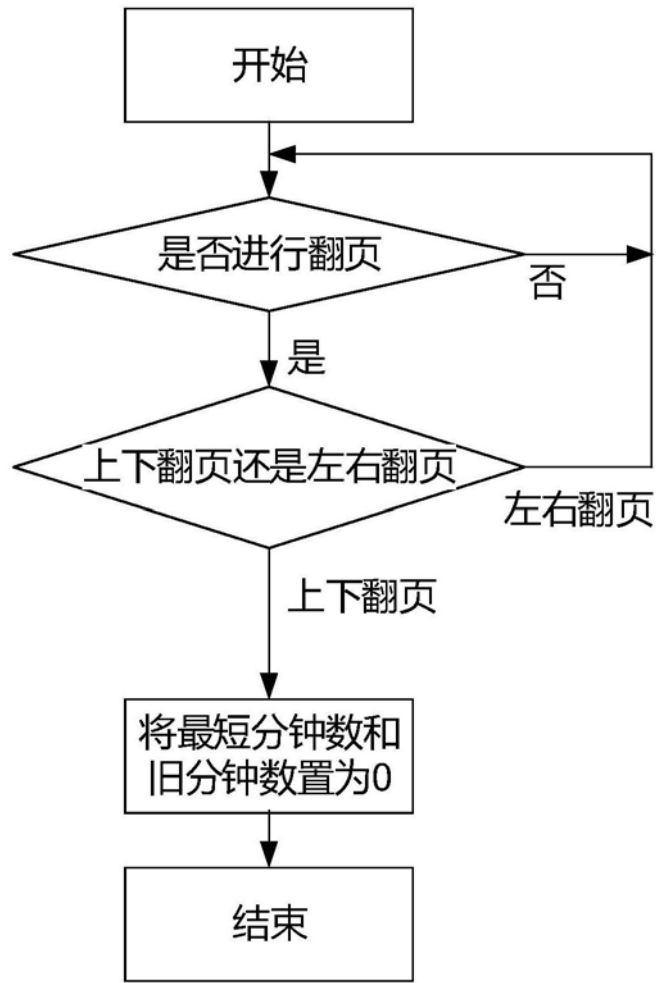 开始
是否进行翻页
否
是
上下翻页还是左右翻页
左右翻页
上下翻页
将最短分钟数和
旧分钟数置为0
结束